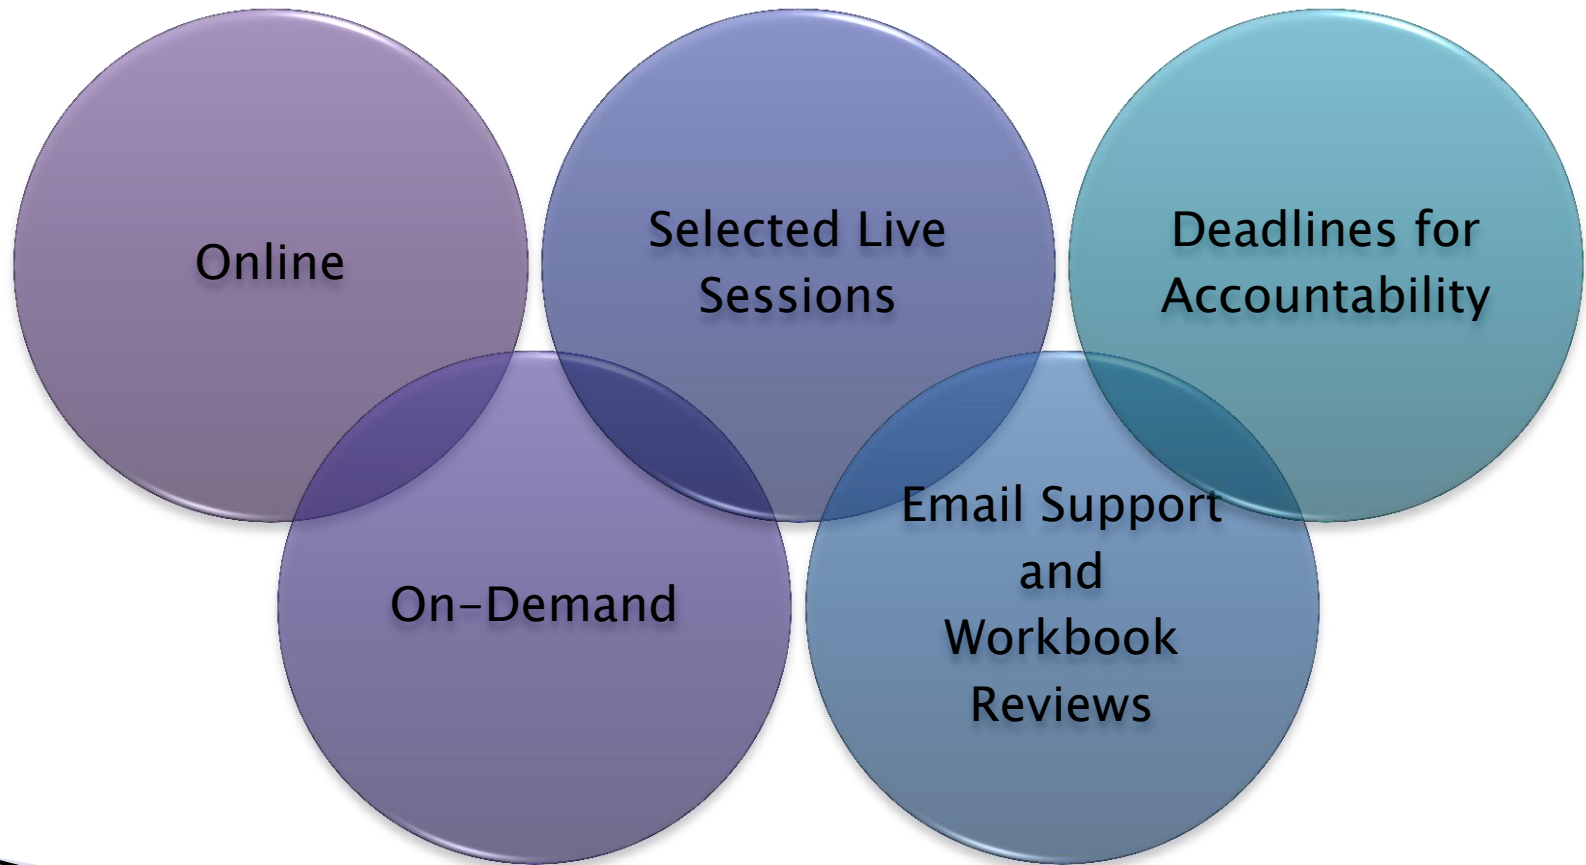 Online
Selected Live
Sessions
Deadlines for
Accountability
On-Demand
Email Support
and
Workbook
Reviews